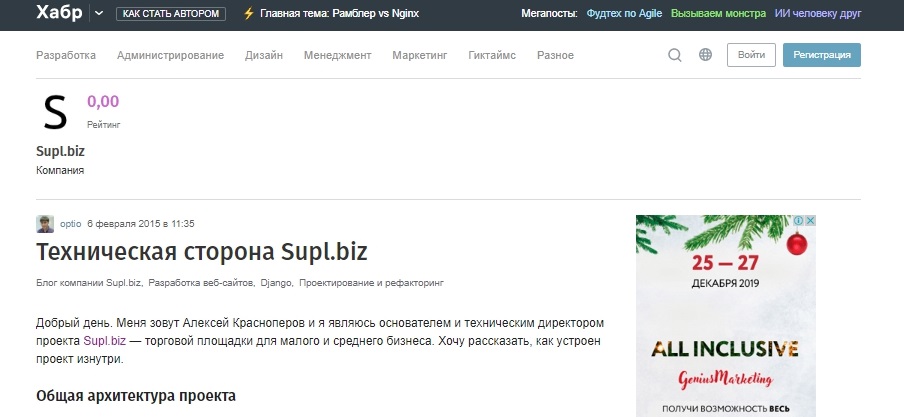 Хабр
КАК СТАТЬ АВТОРОМ
Главная тема: Рамблер vs Nginx
Мегапосты: Фудтех по Agile Вызываем монстра ИИ человеку друг
Разработка Администрирование Дизайн Менеджмент Маркетинг Гиктаймс Разное
Войти
Регистрация
S
0,00
Рейтинг
Supl.biz
Компания
optio 6 февраля 2015 в 11:35
Техническая сторона Supl.biz
Блог компании Supl.biz, Разработка веб-сайтов, Django, Проектирование и рефакторинг
Добрый день. Меня зовут Алексей Красноперов и я являюсь основателем и техническим директором
проекта Supl.biz — торговой площадки для малого и среднего бизнеса. Хочу рассказать, как устроен
проект изнутри.
Общая архитектура проекта
25 — 27
ДЕКАБРЯ 2019
ALL INCLUSIVE
GeniusMarketing
ПОЛУЧИ ВОЗМОЖНОСТЬ ВЕСЬ